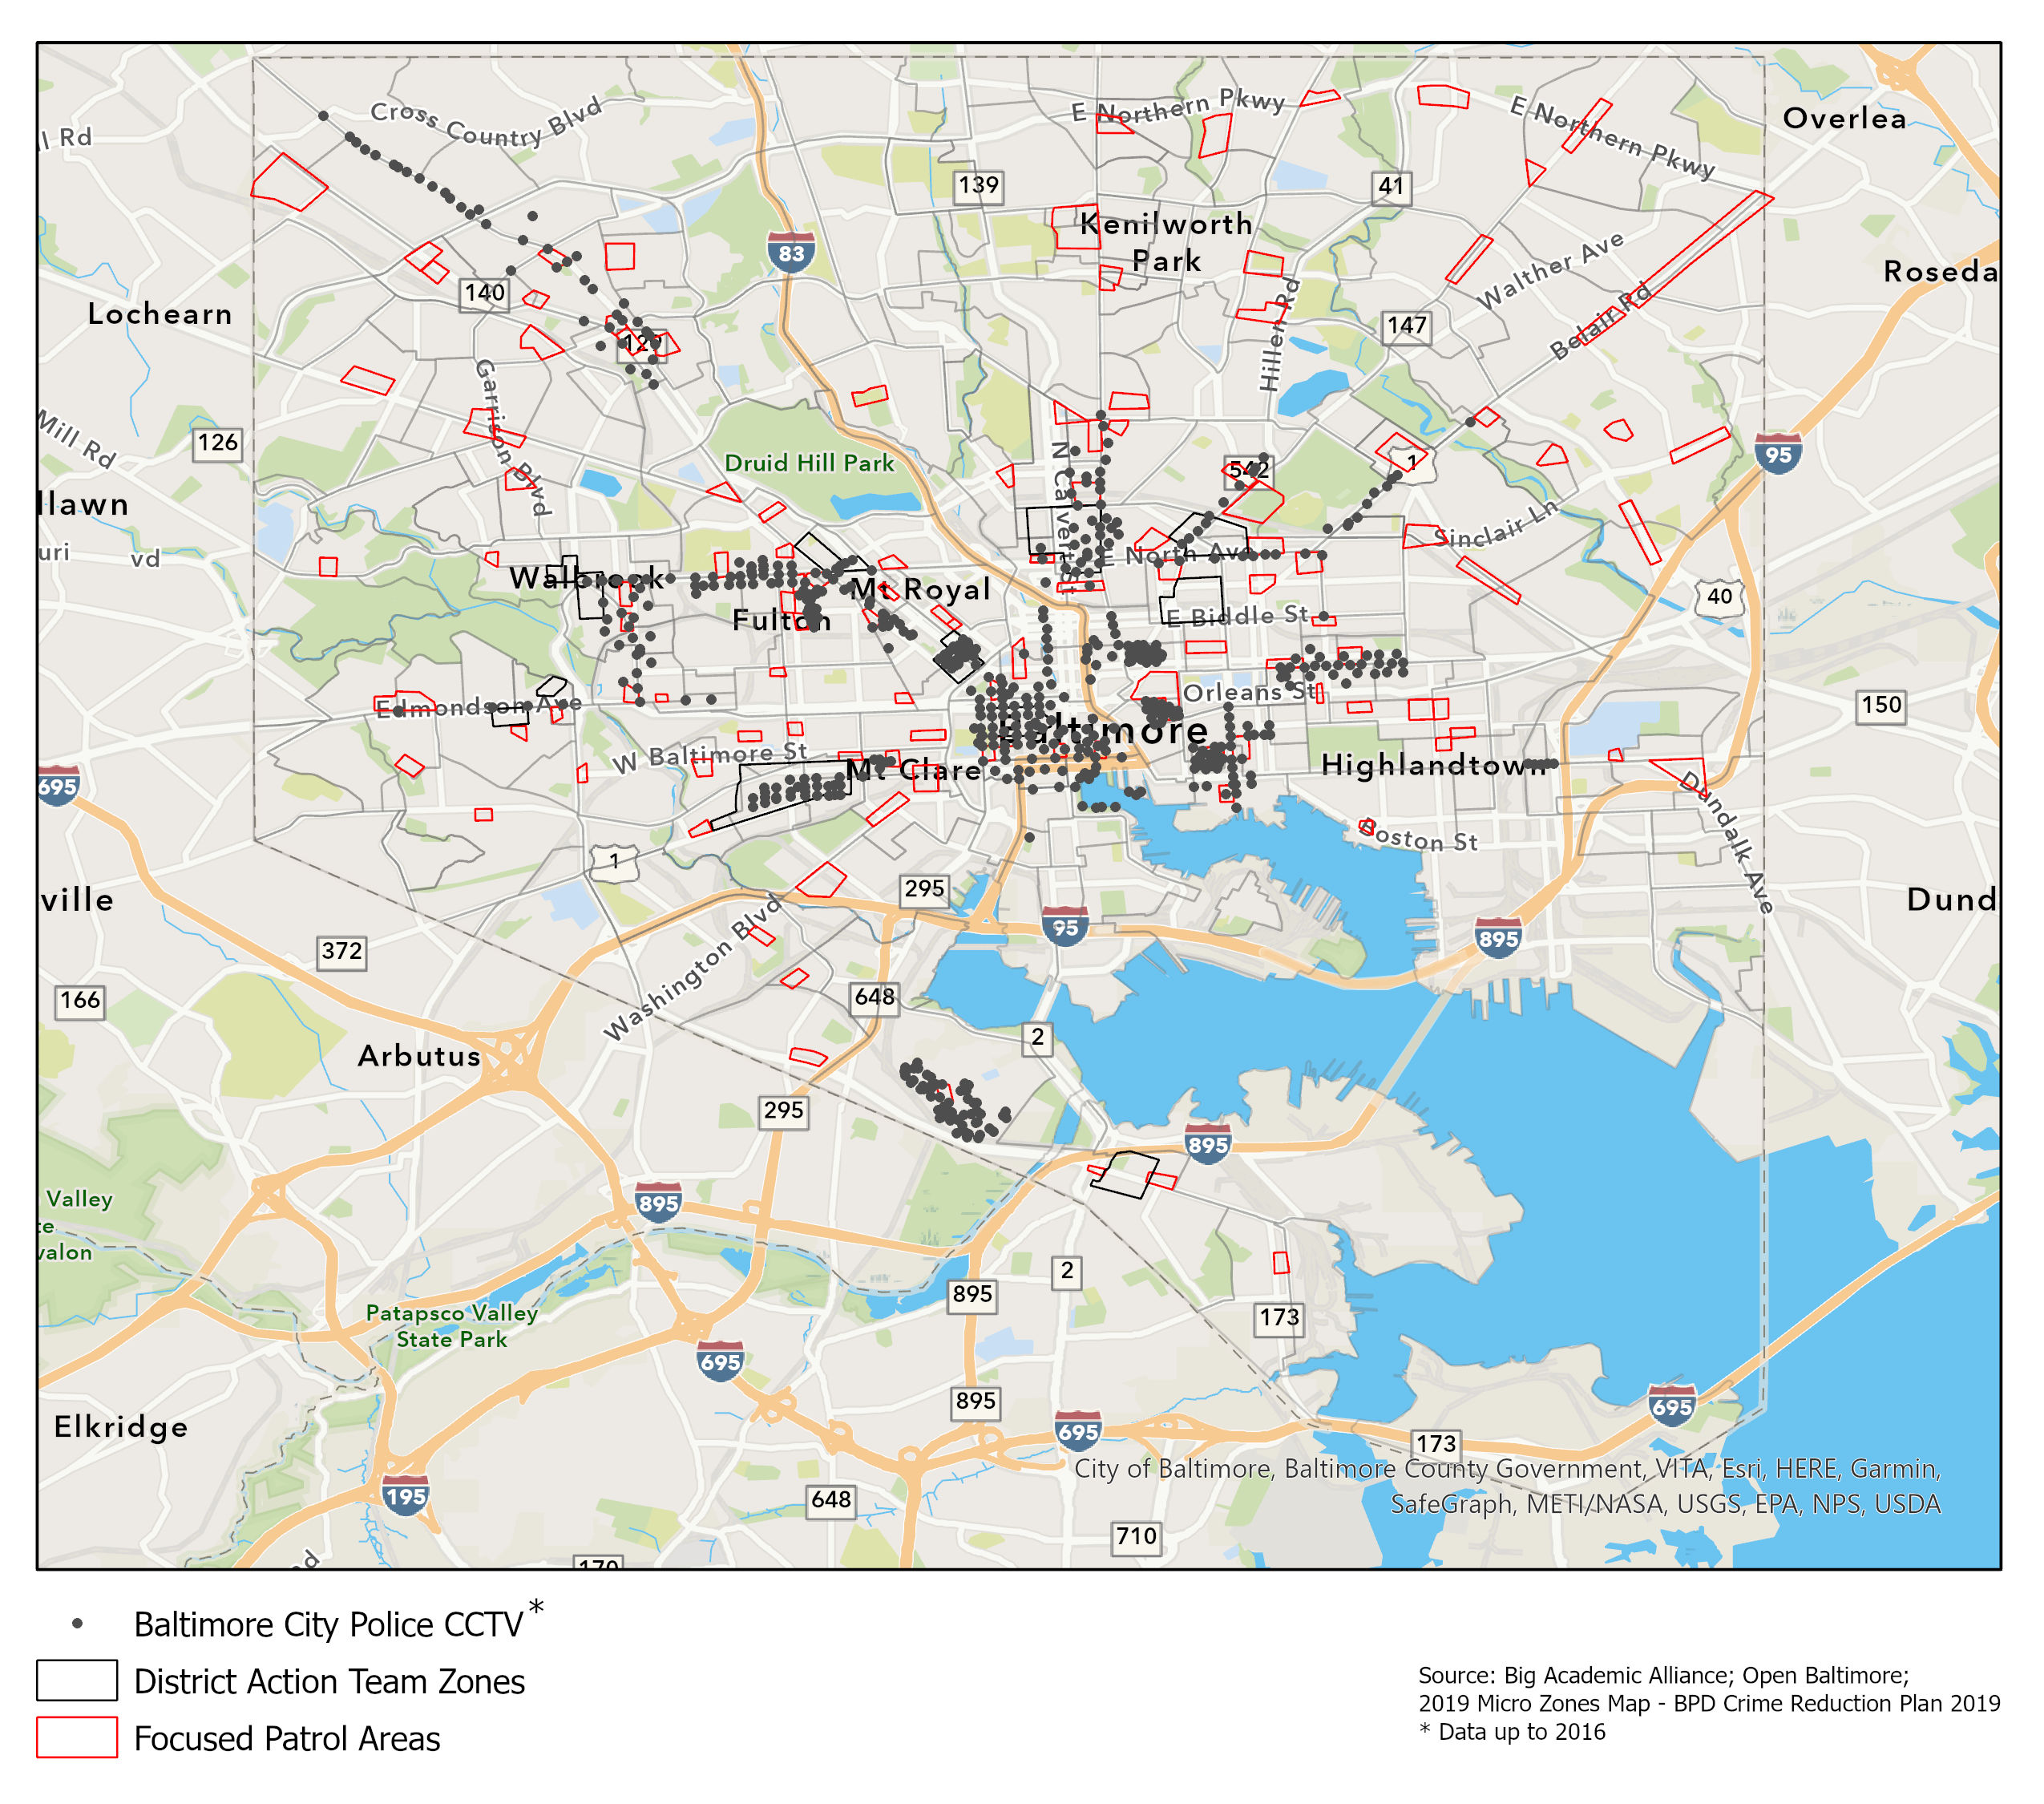 Cross Country Blvd
E Northern Pkwy
E Northern Pkwy
Overlea
ll Rd
139
41
Kenilworth
Park
83
Walther Ave
Roseda
140
Lochearn
147
129
Belair Rd
Hillen Rd
Garrison Blvd
Mill Rd
126
Druid Hill Park
N Calvert St
542
1
95
llawn
uri
vd
Sinclair Ln
E North Ave
Walbrook
Mt Royal
40
Fulton
E Biddle St
Orleans St
Edmondson Ave
150
Baltimore
W Baltimore St
Mt Clare
Highlandtown
695
Dundalk Ave
Boston St
1
295
ville
Dund
95
895
Washington Blvd
372
166
648
2
Arbutus
295
895
Valley
te
valon
895
2
895
173
Patapsco Valley
State Park
695
895
695
695
Elkridge
173
City of Baltimore, Baltimore County Government, VITA, Esri, HERE, Garmin,
SafeGraph, METI/NASA, USGS, EPA, NPS, USDA
195
648
710
170
Baltimore City Police CCTV*
District Action Team Zones
Focused Patrol Areas
Source: Big Academic Alliance; Open Baltimore;
2019 Micro Zones Map - BPD Crime Reduction Plan 2019
* Data up to 2016